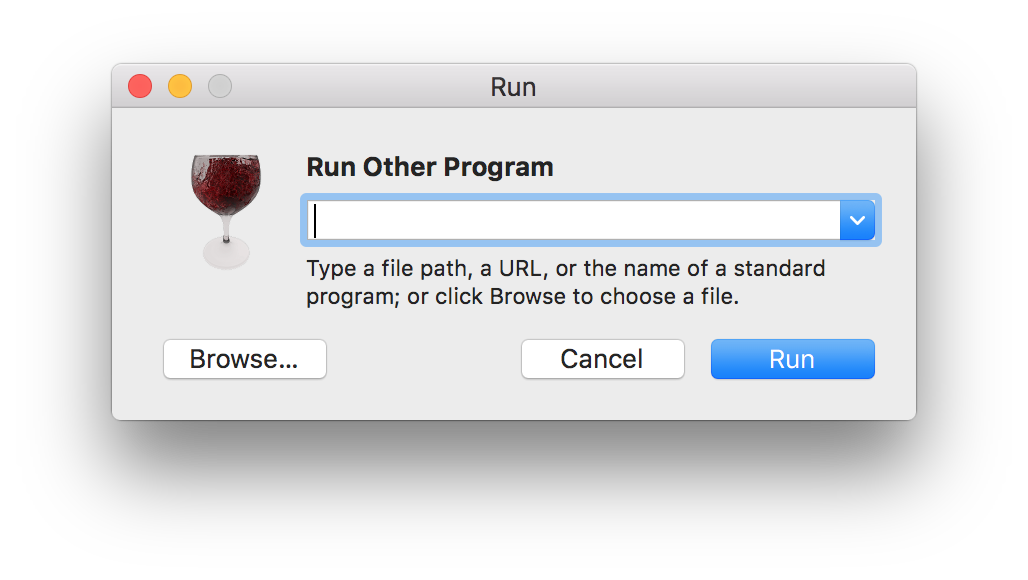 Run
Run Other Program
Type a file path, a URL, or the name of a standard
program; or click Browse to choose a file.
Browse...
Cancel
Run